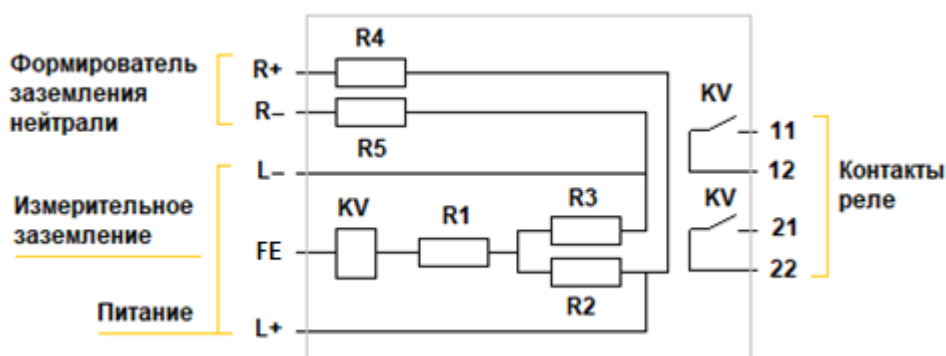 Формирователь
заземления
нейтрали
R+
R–
R4
R5
L–
Измерительное
заземление
FE
KV
R1
R3
R2
Питание
L+
KV
11
12
KV
21
22
Контакты
реле